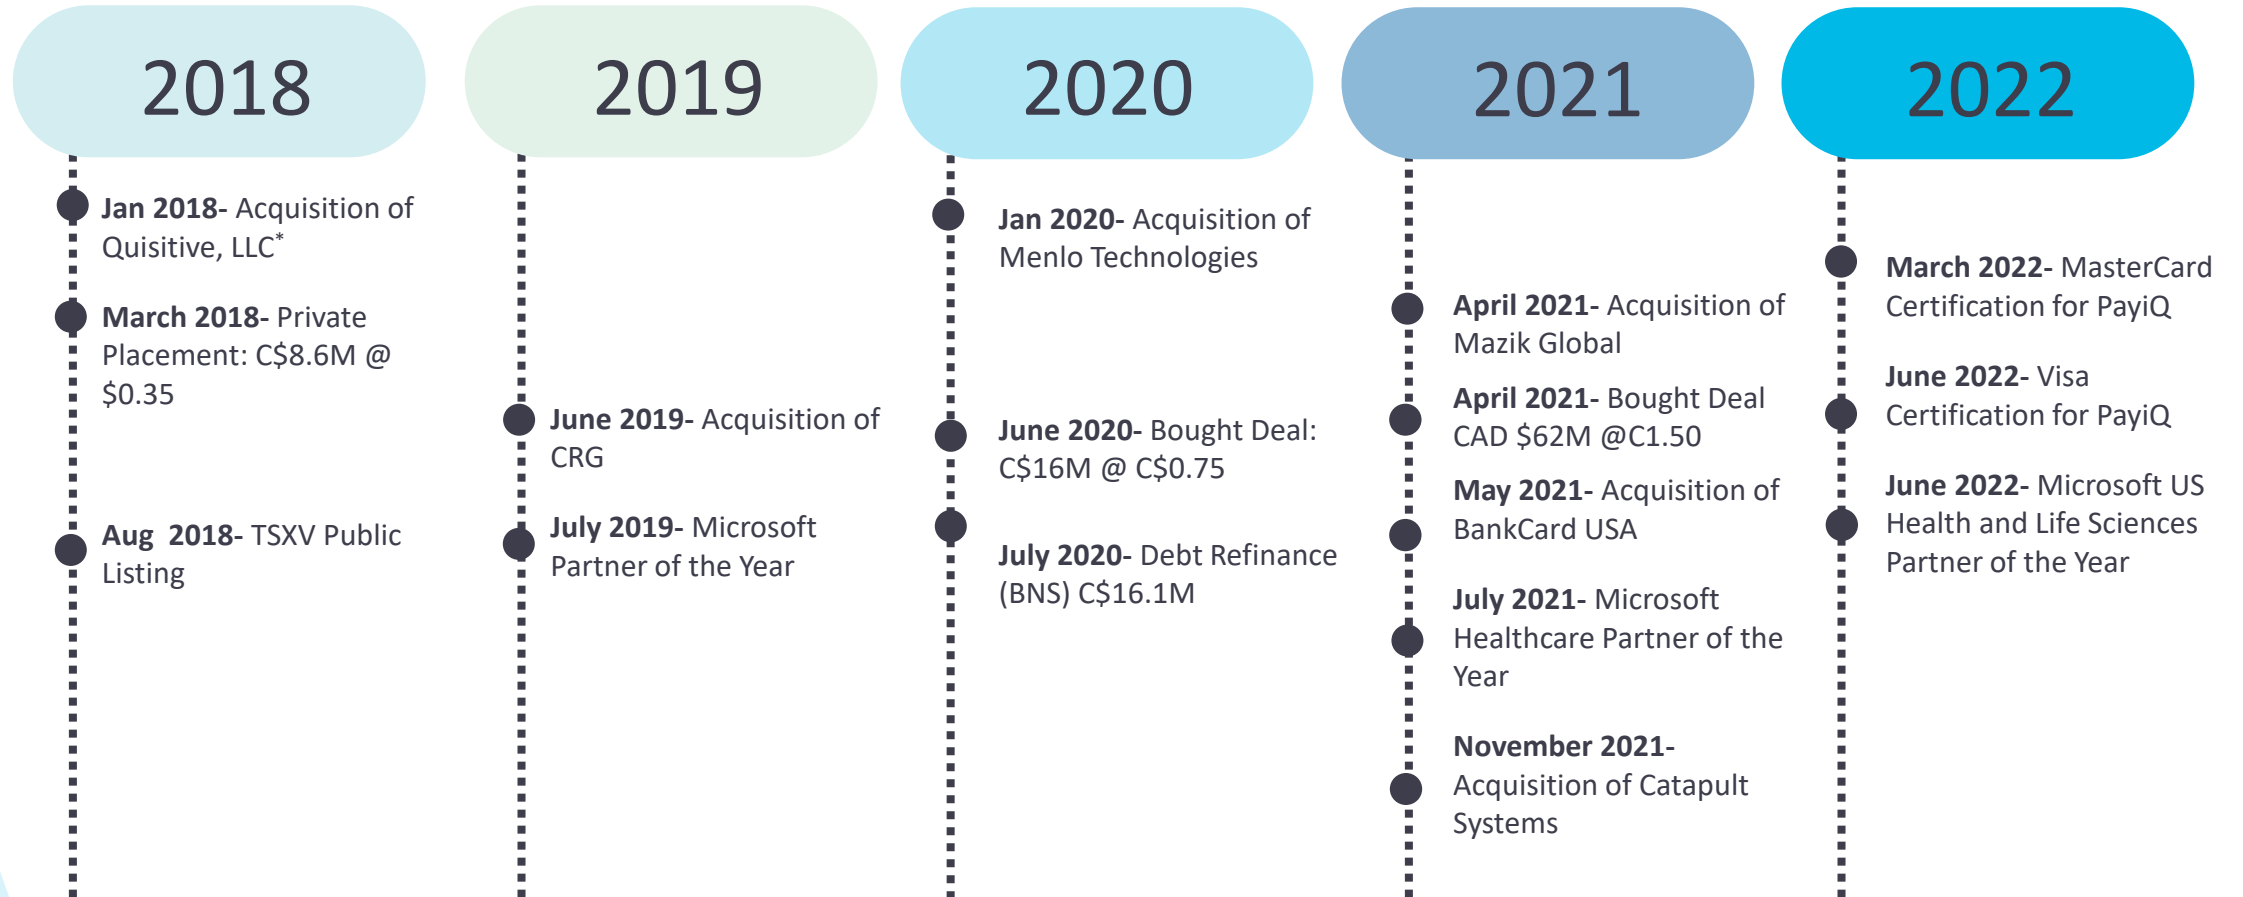 2018
Jan 2018- Acquisition of
Quisitive, LLC*
March 2018- Private
Placement: C$8.6M @
$0.35
Aug  2018- TSXV Public
Listing
2019
June 2019- Acquisition of
CRG
July 2019- Microsoft
Partner of the Year
2020
Jan 2020- Acquisition of
Menlo Technologies
June 2020- Bought Deal:
C$16M @ C$0.75
July 2020- Debt Refinance
(BNS) C$16.1M
2021
April 2021- Acquisition of
Mazik Global
April 2021- Bought Deal
CAD $62M @C1.50
May 2021- Acquisition of
BankCard USA
July 2021- Microsoft
Healthcare Partner of the
Year
November 2021-
Acquisition of Catapult
Systems
2022
March 2022- MasterCard
Certification for PayiQ
June 2022- Visa
Certification for PayiQ
June 2022- Microsoft US
Health and Life Sciences
Partner of the Year